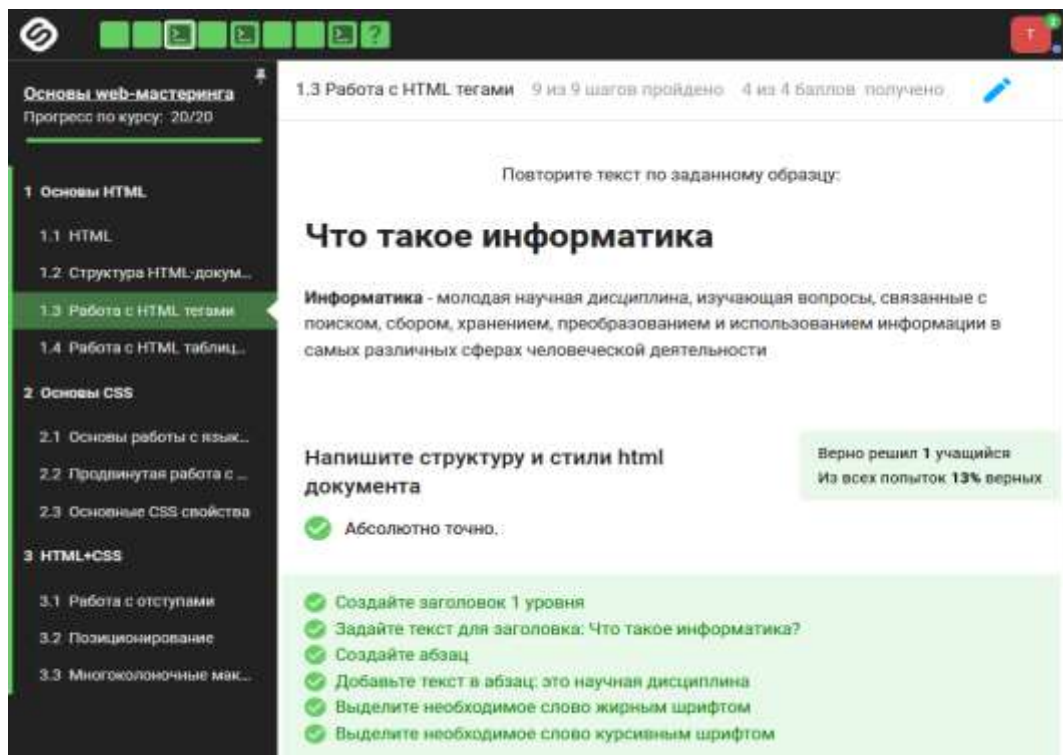 ?
T
Основы web-мастеринга
Прогресс по курсу: 20/20
1 Основы HTML
1.1 HTML
1.2 Структура HTML-докум...
1.3 Работа с HTML тегами
1.4 Работа с HTML таблиц...
2 Основы CSS
2.1 Основы работы с язык...
2.2 Продвинутая работа с ...
2.3 Основные CSS свойства
3 HTML+CSS
3.1 Работа с отступами
3.2 Позиционирование
3.3 Многоколоночные мак...
1.3 Работа с HTML тегами 9 из 9 шагов пройдено 4 из 4 баллов получено
Повторите текст по заданному образцу:
Что такое информатика
Информатика - молодая научная дисциплина, изучающая вопросы, связанные с
поиском, сбором, хранением, преобразованием и использованием информации в
самых различных сферах человеческой деятельности
Напишите структуру и стили html
документа
Верно решил 1 учащийся
Из всех попыток 13% верных
Абсолютно точно.
Создайте заголовок 1 уровня
Задайте текст для заголовка: Что такое информатика?
Создайте абзац
Добавьте текст в абзац: это научная дисциплина
Выделите необходимое слово жирным шрифтом
Выделите необходимое слово курсивным шрифтом